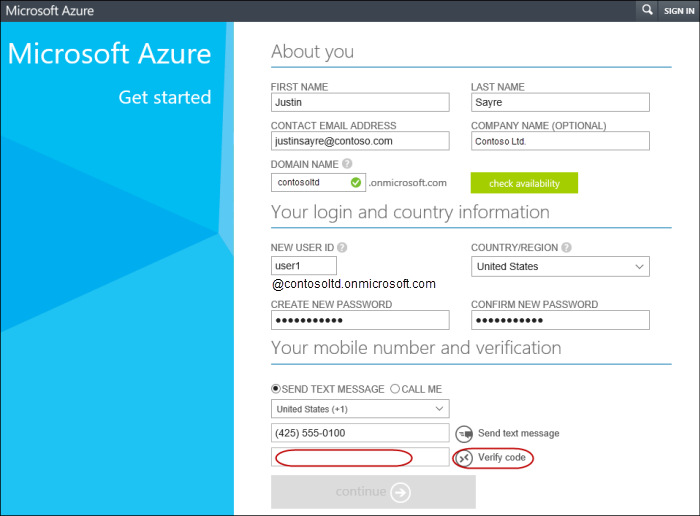 Microsoft Azure SIGN IN
Microsoft Azure
Get started
About you
FIRST NAME LAST NAME
Justin Sayre
CONTACT EMAIL ADDRESS COMPANY NAME (OPTIONAL)
justinsayre@contoso.com Contoso Ltd.
DOMAIN NAME ?
contosoltd .onmicrosoft.com check availability
Your login and country information
NEW USER ID ? COUNTRY/REGION ?
user1 United States
@contosoltd.onmicrosoft.com
CREATE NEW PASSWORD CONFIRM NEW PASSWORD
●●●●●●●●●●● ●●●●●●●●●●●
Your mobile number and verification
SEND TEXT MESSAGE CALL ME
United States (+1)
(425) 555-0100 Send text message
Verify code
continue